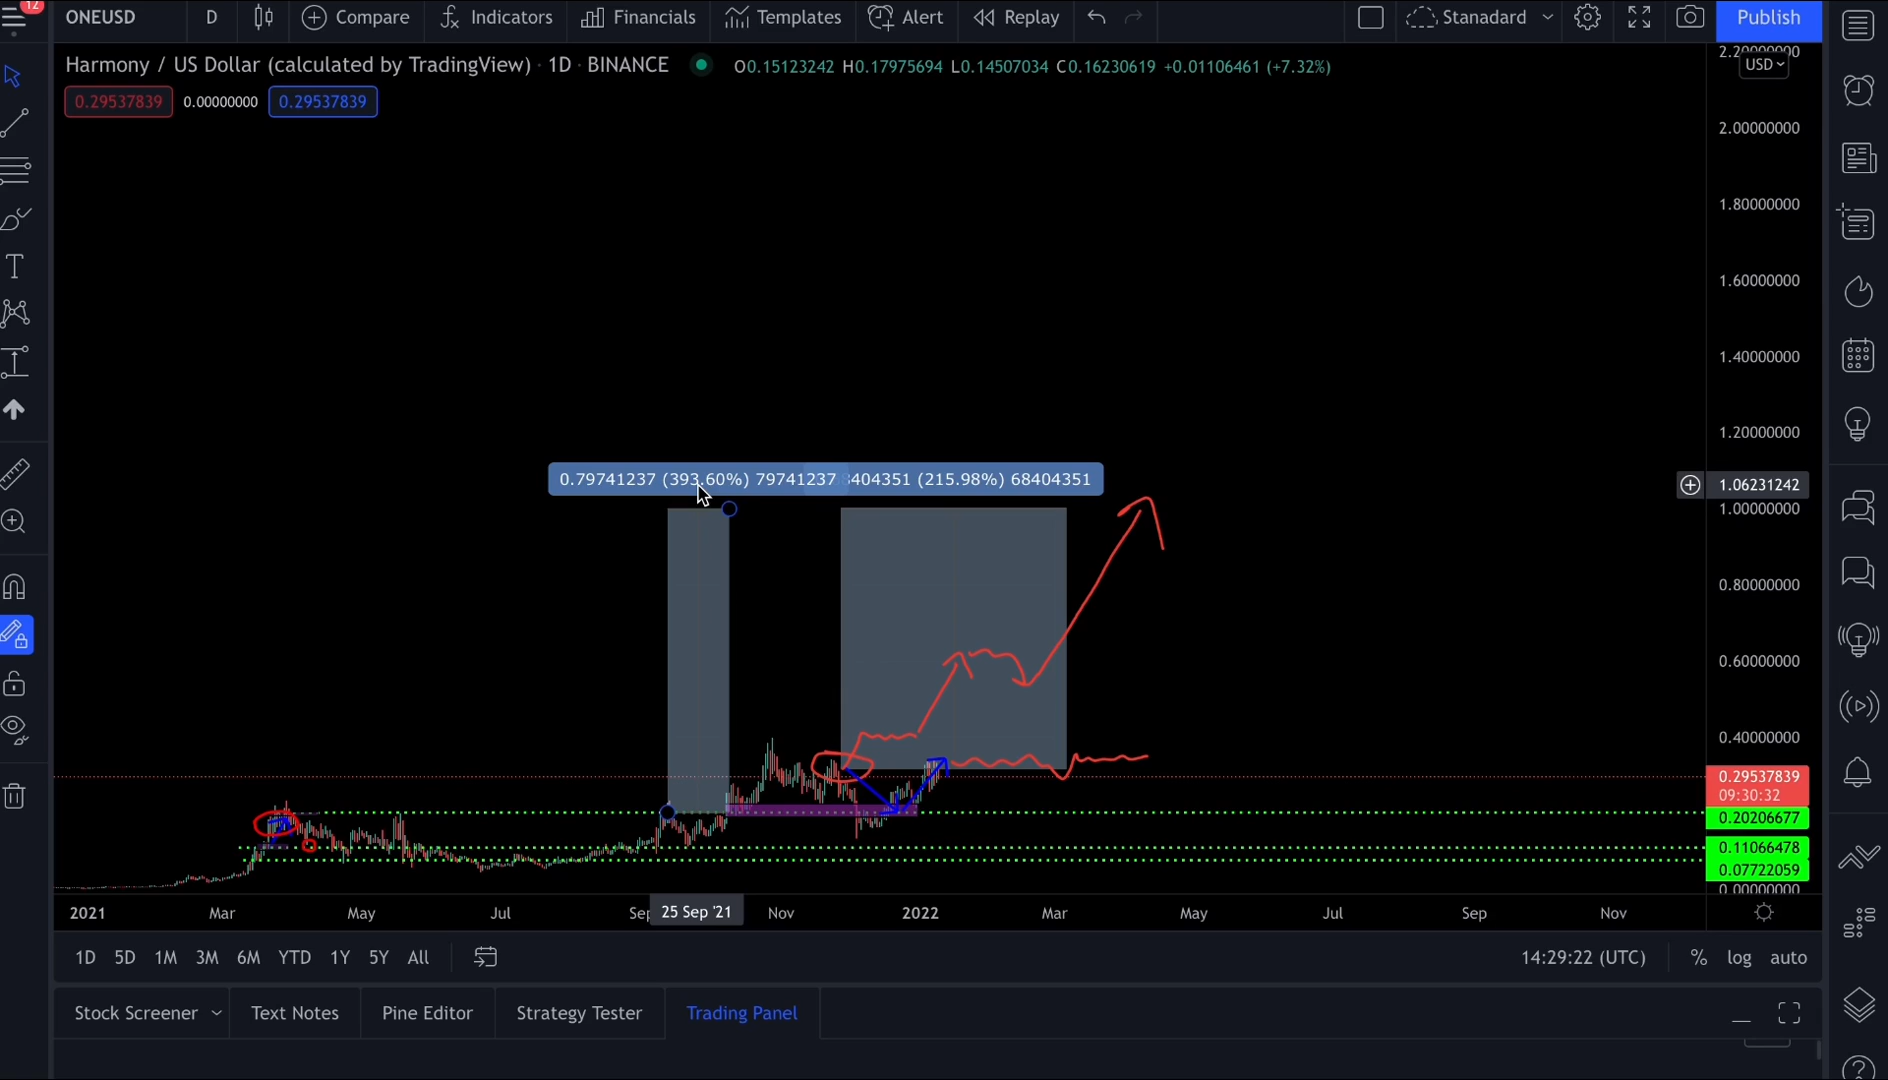 12
ONEUSD D Compare Indicators Financials Templates Alert Replay Stanadard Publish
Harmony / US Dollar (calculated by TradingView) · 1D · BINANCE O0.15123242 H0.17975694 L0.14507034 C0.16230619 +0.01106461 (+7.32%)
0.29537839 0.00000000 0.29537839
2.20000000
USD
2.00000000
1.80000000
1.60000000
1.40000000
1.20000000
0.79741237 (393.60%) 79741237 8404351 (215.98%) 68404351
1.06231242
1.00000000
0.80000000
0.60000000
0.40000000
0.29537839
09:30:32
0.20206677
0.11066478
0.07722059
0.00000000
2021 Mar May Jul Sep 25 Sep '21 Nov 2022 Mar May Jul Sep Nov
1D 5D 1M 3M 6M YTD 1Y 5Y All 14:29:22 (UTC) % log auto
Stock Screener Text Notes Pine Editor Strategy Tester Trading Panel